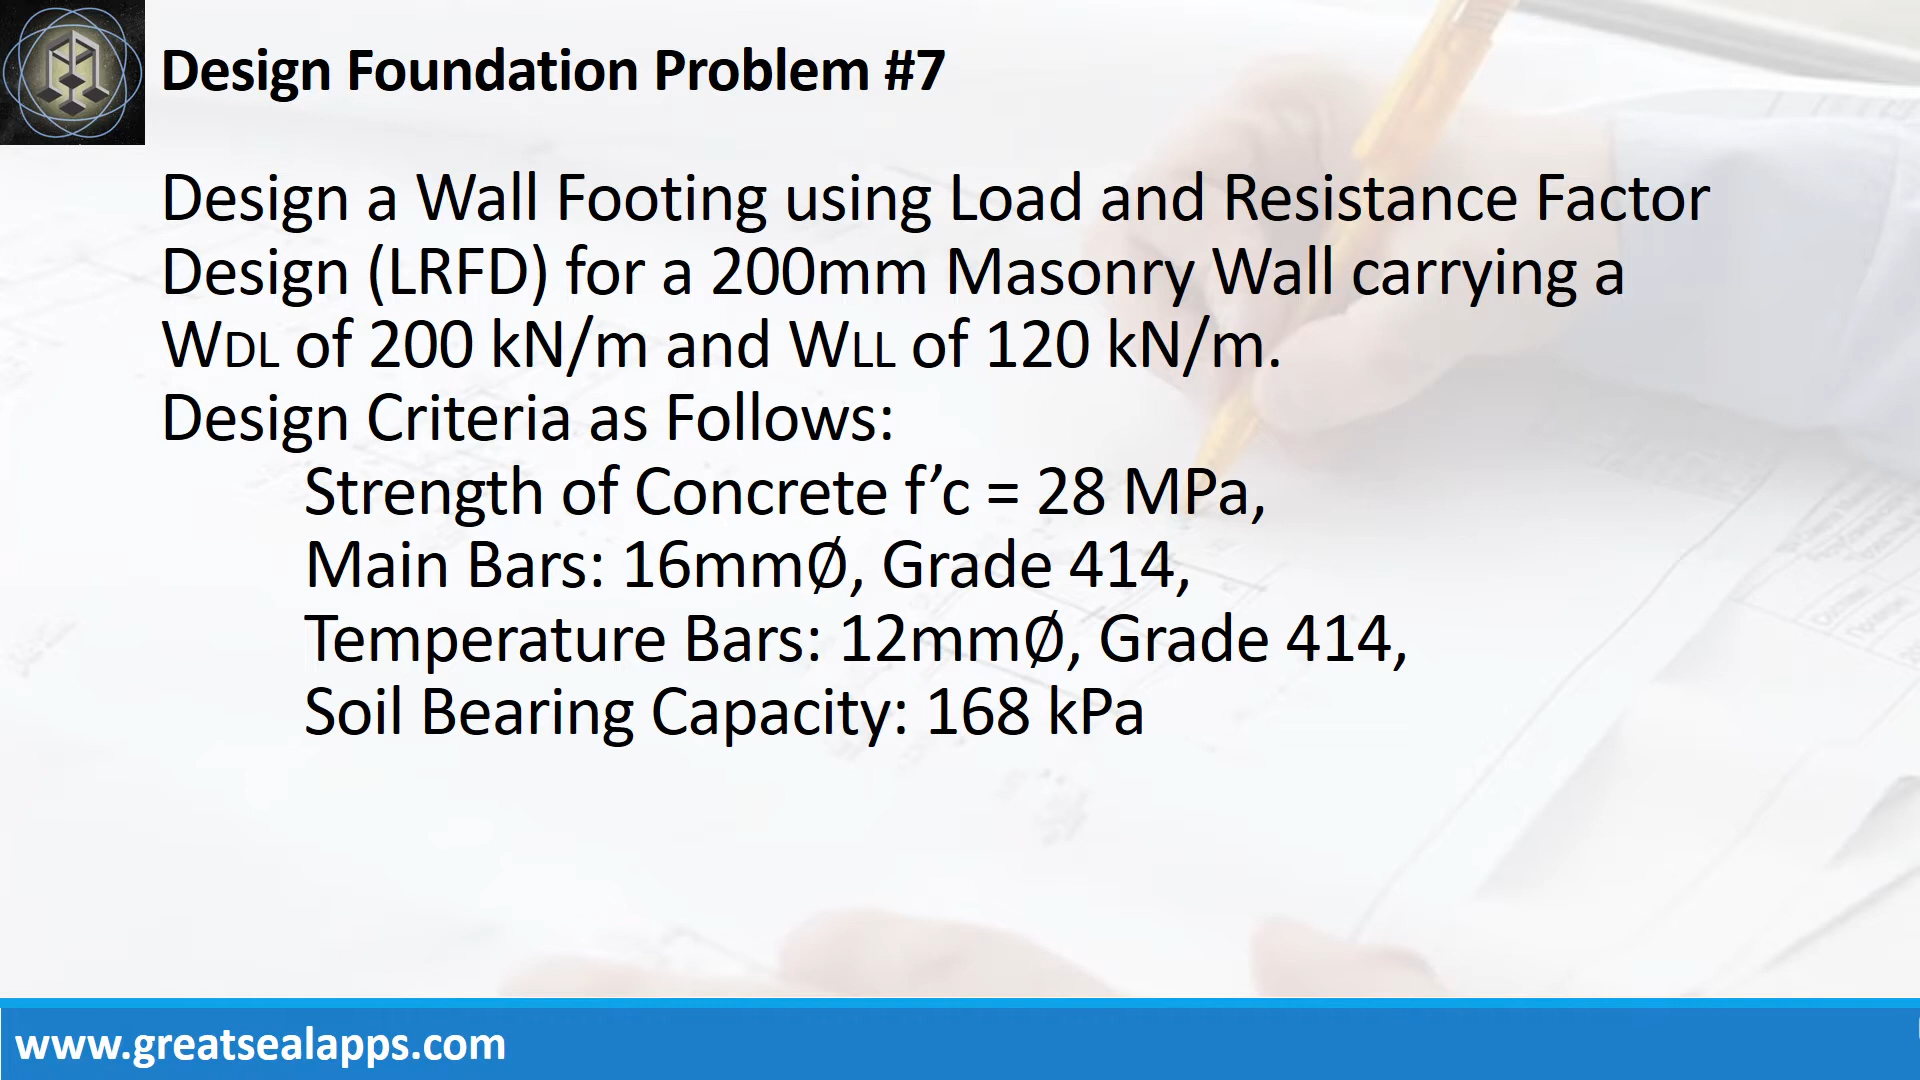 Design Foundation Problem #7
Design a Wall Footing using Load and Resistance Factor
Design (LRFD) for a 200mm Masonry Wall carrying a
WDL of 200 kN/m and WLL of 120 kN/m.
Design Criteria as Follows:
Strength of Concrete f’c = 28 MPa,
Main Bars: 16mm∅, Grade 414,
Temperature Bars: 12mm∅, Grade 414,
Soil Bearing Capacity: 168 kPa
www.greatsealapps.com